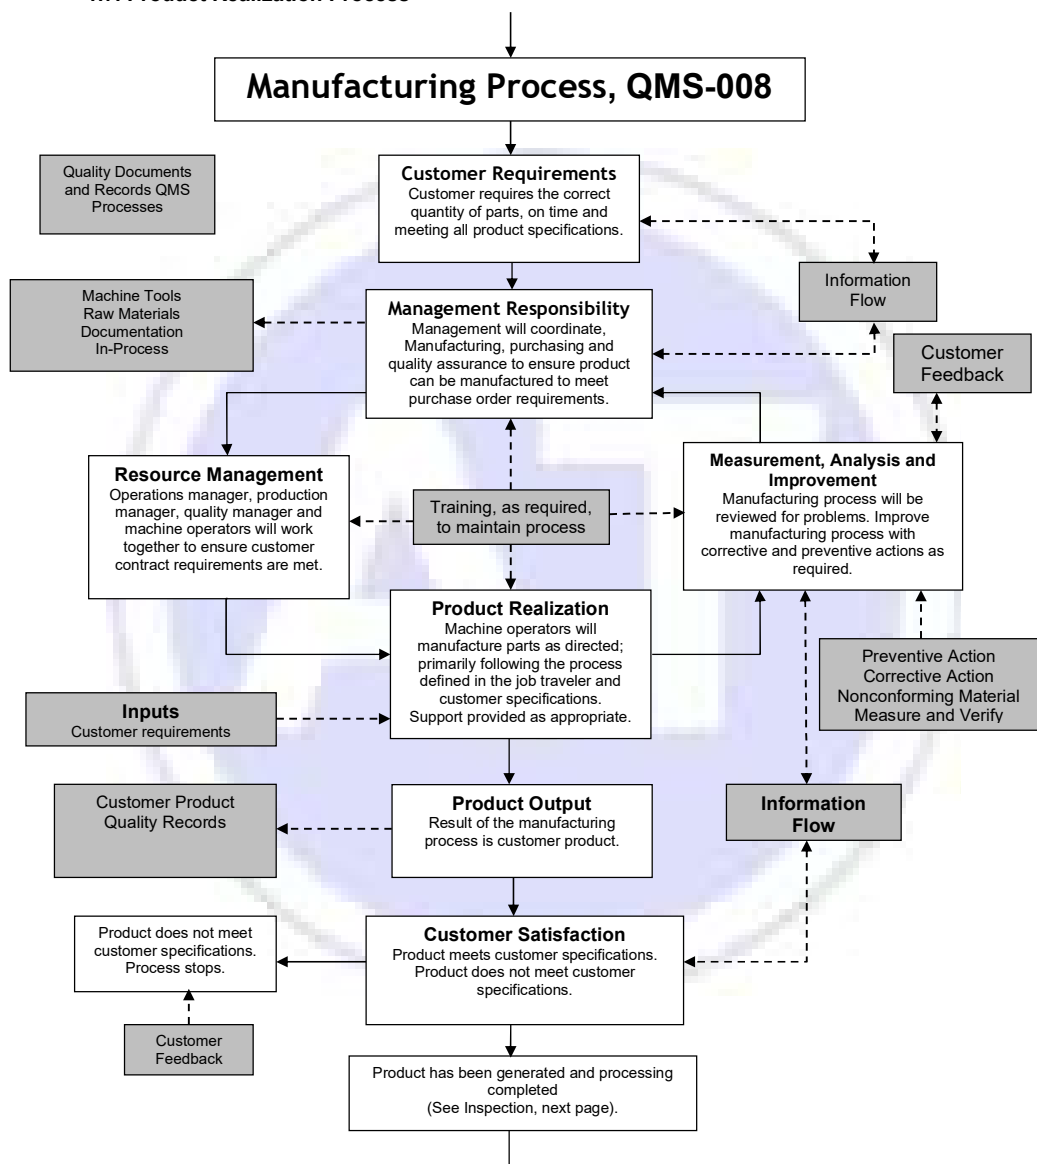 Product Realization Process
Manufacturing Process, QMS-008
Quality Documents
and Records QMS
Processes
Customer Requirements
Customer requires the correct
quantity of parts, on time and
meeting all product specifications.
Information
Flow
Machine Tools
Raw Materials
Documentation
In-Process
Management Responsibility
Management will coordinate,
Manufacturing, purchasing and
quality assurance to ensure product
can be manufactured to meet
purchase order requirements.
Customer
Feedback
Resource Management
Operations manager, production
manager, quality manager and
machine operators will work
together to ensure customer
contract requirements are met.
Training, as required,
to maintain process
Measurement, Analysis and
Improvement
Manufacturing process will be
reviewed for problems. Improve
manufacturing process with
corrective and preventive actions as
required.
Product Realization
Machine operators will
manufacture parts as directed;
primarily following the process
defined in the job traveler and
customer specifications.
Support provided as appropriate.
Preventive Action
Corrective Action
Nonconforming Material
Measure and Verify
Inputs
Customer requirements
Customer Product
Quality Records
Product Output
Result of the manufacturing
process is customer product.
Information
Flow
Product does not meet
customer specifications.
Process stops.
Customer Satisfaction
Product meets customer specifications.
Product does not meet customer
specifications.
Customer
Feedback
Product has been generated and processing
completed
(See Inspection, next page).